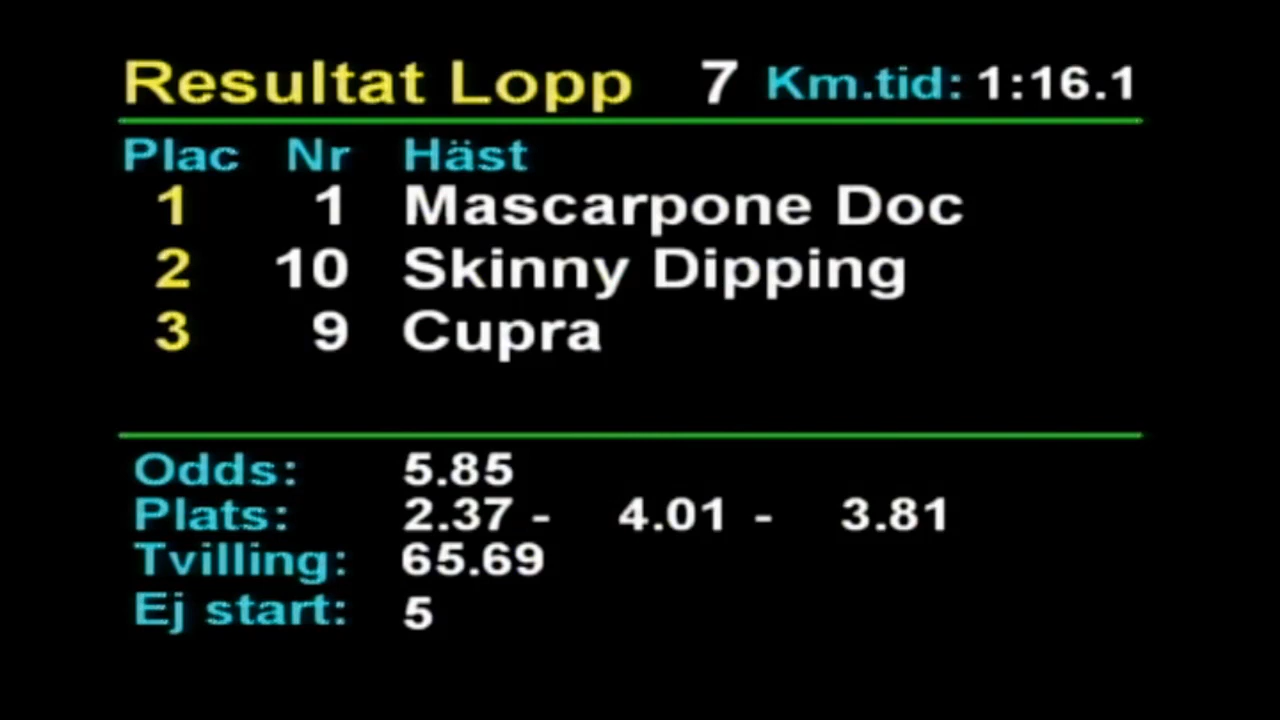 Resultat Lopp 7 Km.tid: 1:16.1
Plac Nr Häst
1 1 Mascarpone Doc
2 10 Skinny Dipping
3 9 Cupra
Odds: 5.85
Plats: 2.37 - 4.01 - 3.81
Tvilling: 65.69
Ej start: 5